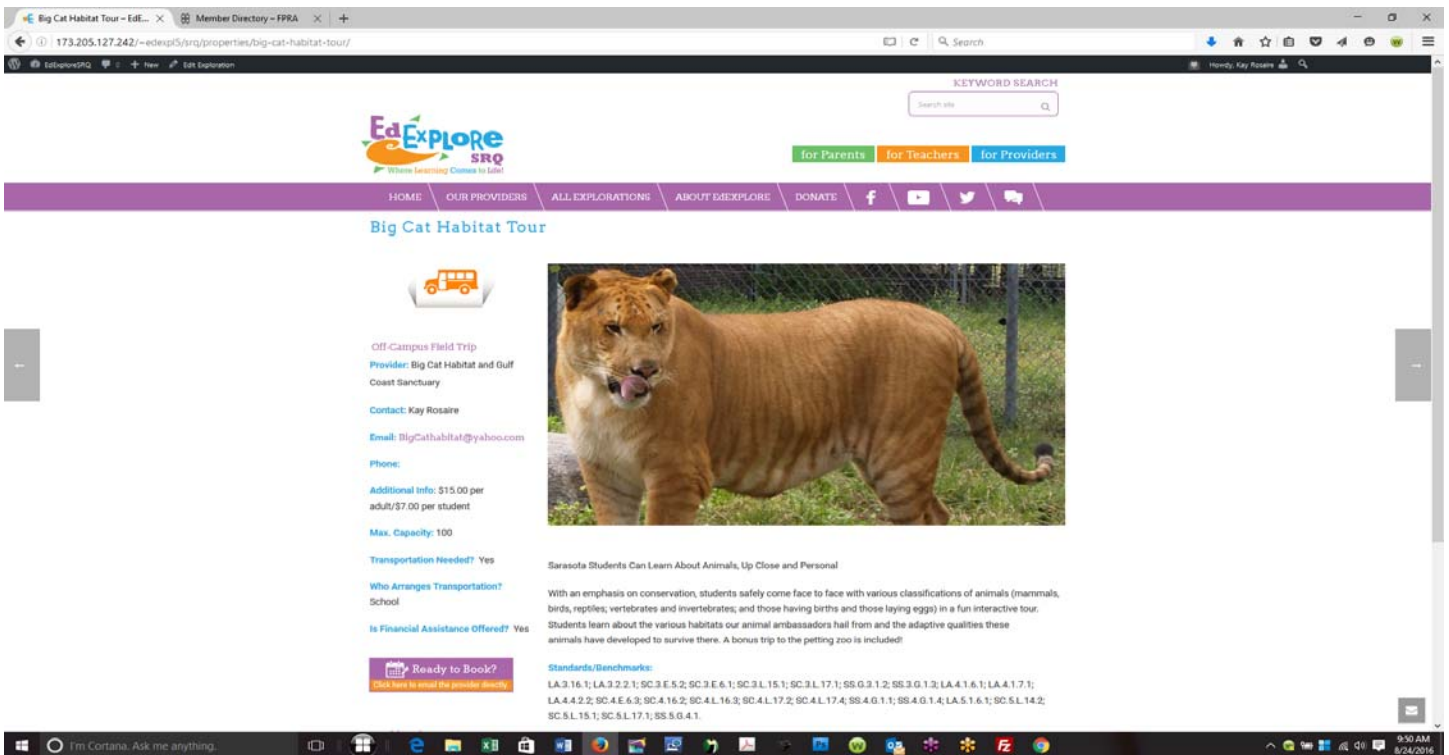 Big Cat Habitat Tour – EdE...
Member Directory – FPRA
173.205.127.242/~edexpl5/srq/properties/big-cat-habitat-tour/
Search
EdExploreSRQ
+ New
Edit Exploration
Howdy, Kay Rosaire
KEYWORD SEARCH
Search site
EdExplore
SRQ
Where Learning Comes to Life!
for Parents
for Teachers
for Providers
HOME
OUR PROVIDERS
ALL EXPLORATIONS
ABOUT EdEXPLORE
DONATE
Big Cat Habitat Tour
Off-Campus Field Trip
Provider: Big Cat Habitat and Gulf
Coast Sanctuary
Contact: Kay Rosaire
Email: BigCathabitat@yahoo.com
Phone:
Additional Info: $15.00 per
adult/$7.00 per student
Max. Capacity: 100
Transportation Needed? Yes
Who Arranges Transportation?
School
Is Financial Assistance Offered? Yes
Ready to Book?
Click here to email the provider directly
Sarasota Students Can Learn About Animals, Up Close and Personal
With an emphasis on conservation, students safely come face to face with various classifications of animals (mammals,
birds, reptiles; vertebrates and invertebrates; and those having births and those laying eggs) in a fun interactive tour.
Students learn about the various habitats our animal ambassadors hail from and the adaptive qualities these
animals have developed to survive there. A bonus trip to the petting zoo is included!
Standards/Benchmarks:
LA.3.16.1; LA.3.2.2.1; SC.3.E.5.2; SC.3.E.6.1; SC.3.L.15.1; SC.3.L.17.1; SS.G.3.1.2; SS.3.G.1.3; LA.4.1.6.1; LA.4.1.7.1;
LA.4.4.2.2; SC.4.E.6.3; SC.4.16.2; SC.4.L.16.3; SC.4.L.17.2; SC.4.L.17.4; SS.4.G.1.1; SS.4.G.1.4; LA.5.1.6.1; SC.5.L.14.2;
SC.5.L.15.1; SC.5.L.17.1; SS.5.G.4.1.
I'm Cortana. Ask me anything.
9:50 AM
8/24/2016